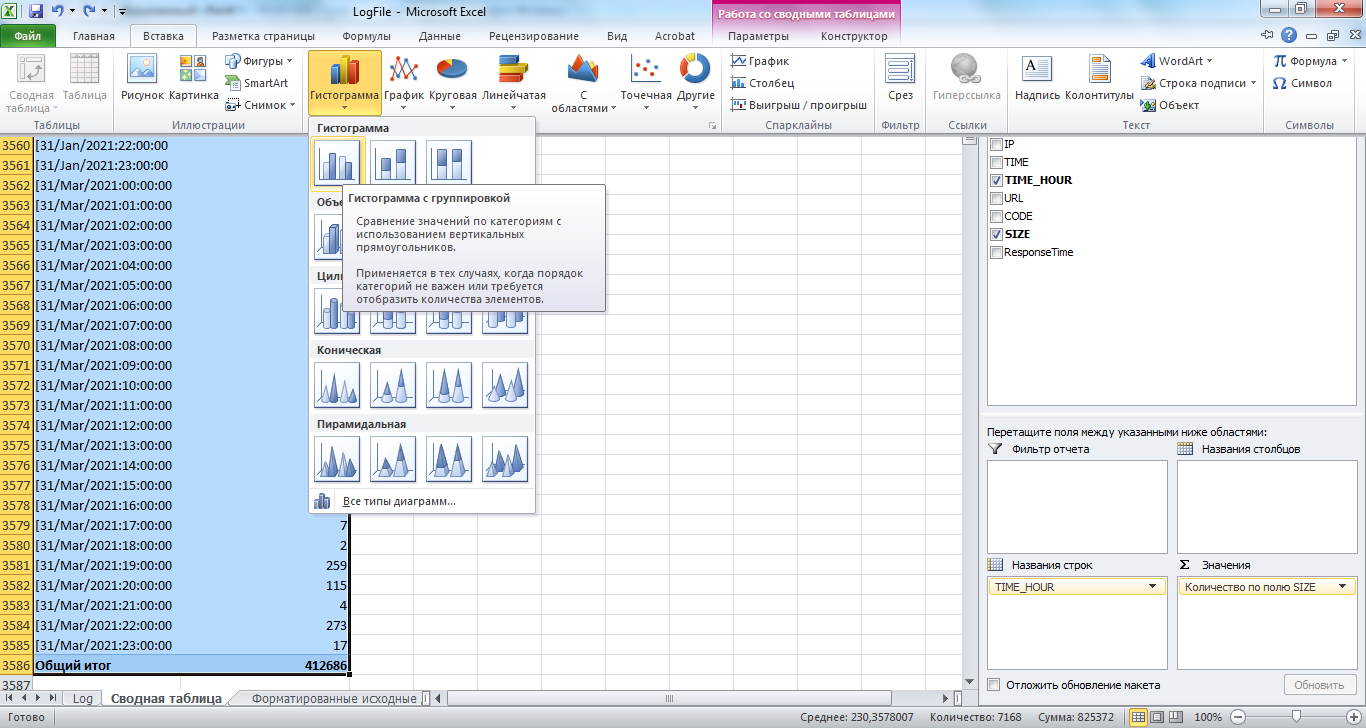 LogFile - Microsoft Excel
Работа со сводными таблицами
Файл Главная Вставка Разметка страницы Формулы Данные Рецензирование Вид Acrobat Параметры Конструктор
Сводная таблица
Таблица
Рисунок
Картинка
Фигуры
SmartArt
Снимок
Гистограмма
График
Круговая
Линейчатая
С областями
Точечная
Другие
График
Столбец
Выигрыш / проигрыш
Срез
Гиперссылка
Надпись
Колонтитулы
WordArt
Строка подписи
Объект
Формула
Символ
Таблицы Иллюстрации Спарклайны Фильтр Ссылки Текст Символы
Гистограмма
Гистограмма с группировкой
Сравнение значений по категориям с
использованием вертикальных
прямоугольников.
Применяется в тех случаях, когда порядок
категорий не важен или требуется
отобразить количества элементов.
Коническая
Пирамидальная
Все типы диаграмм...
3560 [31/Jan/2021:22:00:00
3561 [31/Jan/2021:23:00:00
3562 [31/Mar/2021:00:00:00
3563 [31/Mar/2021:01:00:00
3564 [31/Mar/2021:02:00:00
3565 [31/Mar/2021:03:00:00
3566 [31/Mar/2021:04:00:00
3567 [31/Mar/2021:05:00:00
3568 [31/Mar/2021:06:00:00
3569 [31/Mar/2021:07:00:00
3570 [31/Mar/2021:08:00:00
3571 [31/Mar/2021:09:00:00
3572 [31/Mar/2021:10:00:00
3573 [31/Mar/2021:11:00:00
3574 [31/Mar/2021:12:00:00
3575 [31/Mar/2021:13:00:00
3576 [31/Mar/2021:14:00:00
3577 [31/Mar/2021:15:00:00
3578 [31/Mar/2021:16:00:00
3579 [31/Mar/2021:17:00:00 7
3580 [31/Mar/2021:18:00:00 2
3581 [31/Mar/2021:19:00:00 259
3582 [31/Mar/2021:20:00:00 115
3583 [31/Mar/2021:21:00:00 4
3584 [31/Mar/2021:22:00:00 273
3585 [31/Mar/2021:23:00:00 17
3586 Общий итог 412686
3587
IP
TIME
TIME_HOUR
URL
CODE
SIZE
ResponseTime
Перетащите поля между указанными ниже областями:
Фильтр отчета Названия столбцов
Названия строк Σ Значения
TIME_HOUR Количество по полю SIZE
Отложить обновление макета Обновить
Log Сводная таблица Форматированные исходные
Готово Среднее: 230,3578007 Количество: 7168 Сумма: 825372 100%